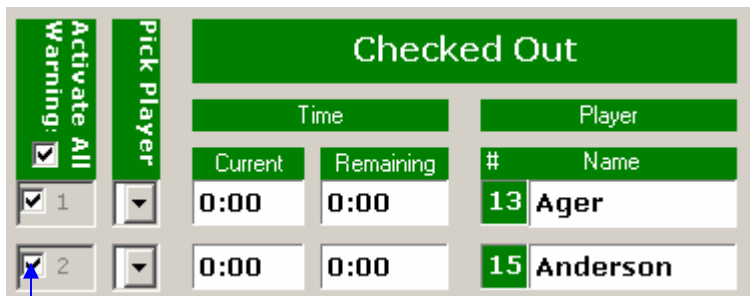 Activate All
Warning:
Pick Player
Checked Out
Time
Player
Current
Remaining
#
Name
1
0:00
0:00
13
Ager
2
0:00
0:00
15
Anderson